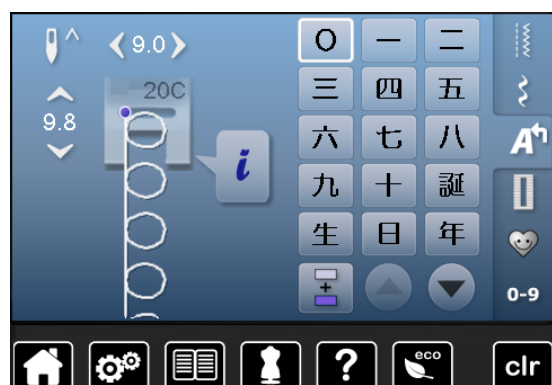 9.0
20C
9.8
i
O 一 二
三 四 五
六 七 八
九 十 誕
生 日 年
A
0-9
+
?
eco
clr